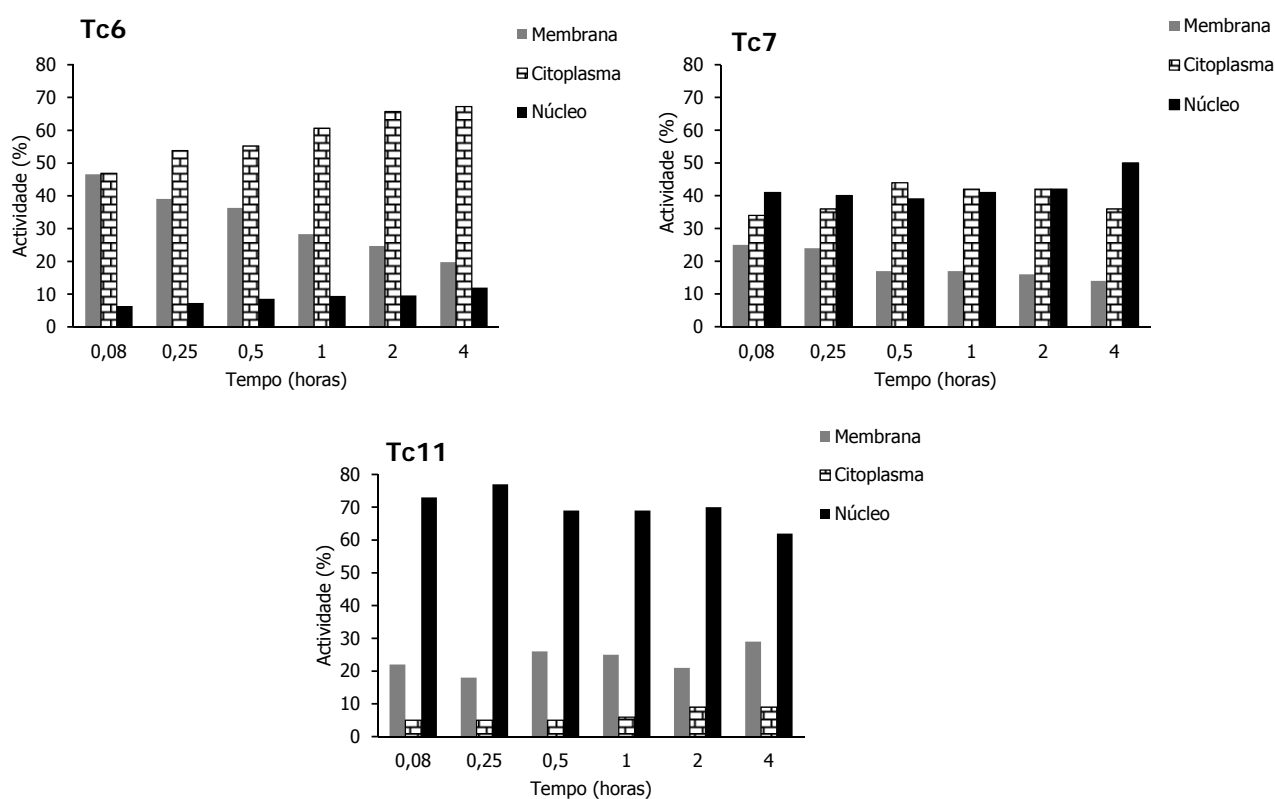 Tc6
Membrana
Citoplasma
Núcleo
Actividade (%)
80
70
60
50
40
30
20
10
0
0,08 0,25 0,5 1 2 4
Tempo (horas)
Tc7
Membrana
Citoplasma
Núcleo
Actividade (%)
80
70
60
50
40
30
20
10
0
0,08 0,25 0,5 1 2 4
Tempo (horas)
Tc11
Membrana
Citoplasma
Núcleo
Actividade (%)
80
70
60
50
40
30
20
10
0
0,08 0,25 0,5 1 2 4
Tempo (horas)